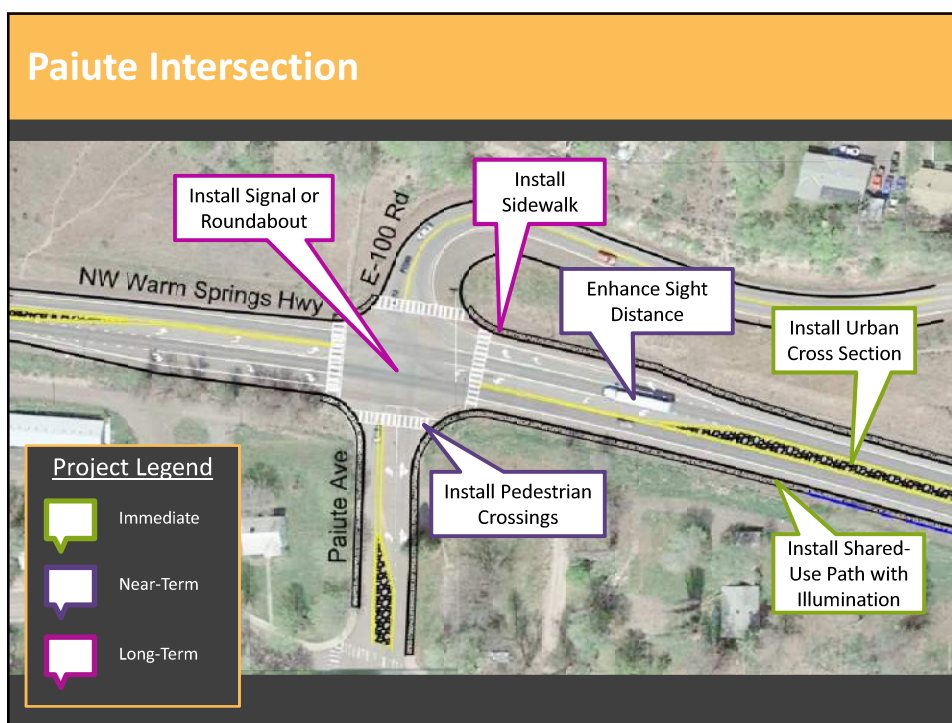 Paiute Intersection
Install Signal or
Roundabout
E-100 Rd
Install
Sidewalk
NW Warm Springs Hwy
Enhance Sight
Distance
Install Urban
Cross Section
Project Legend
Immediate
Near-Term
Long-Term
Paiute Ave
Install Pedestrian
Crossings
Install Shared-
Use Path with
Illumination